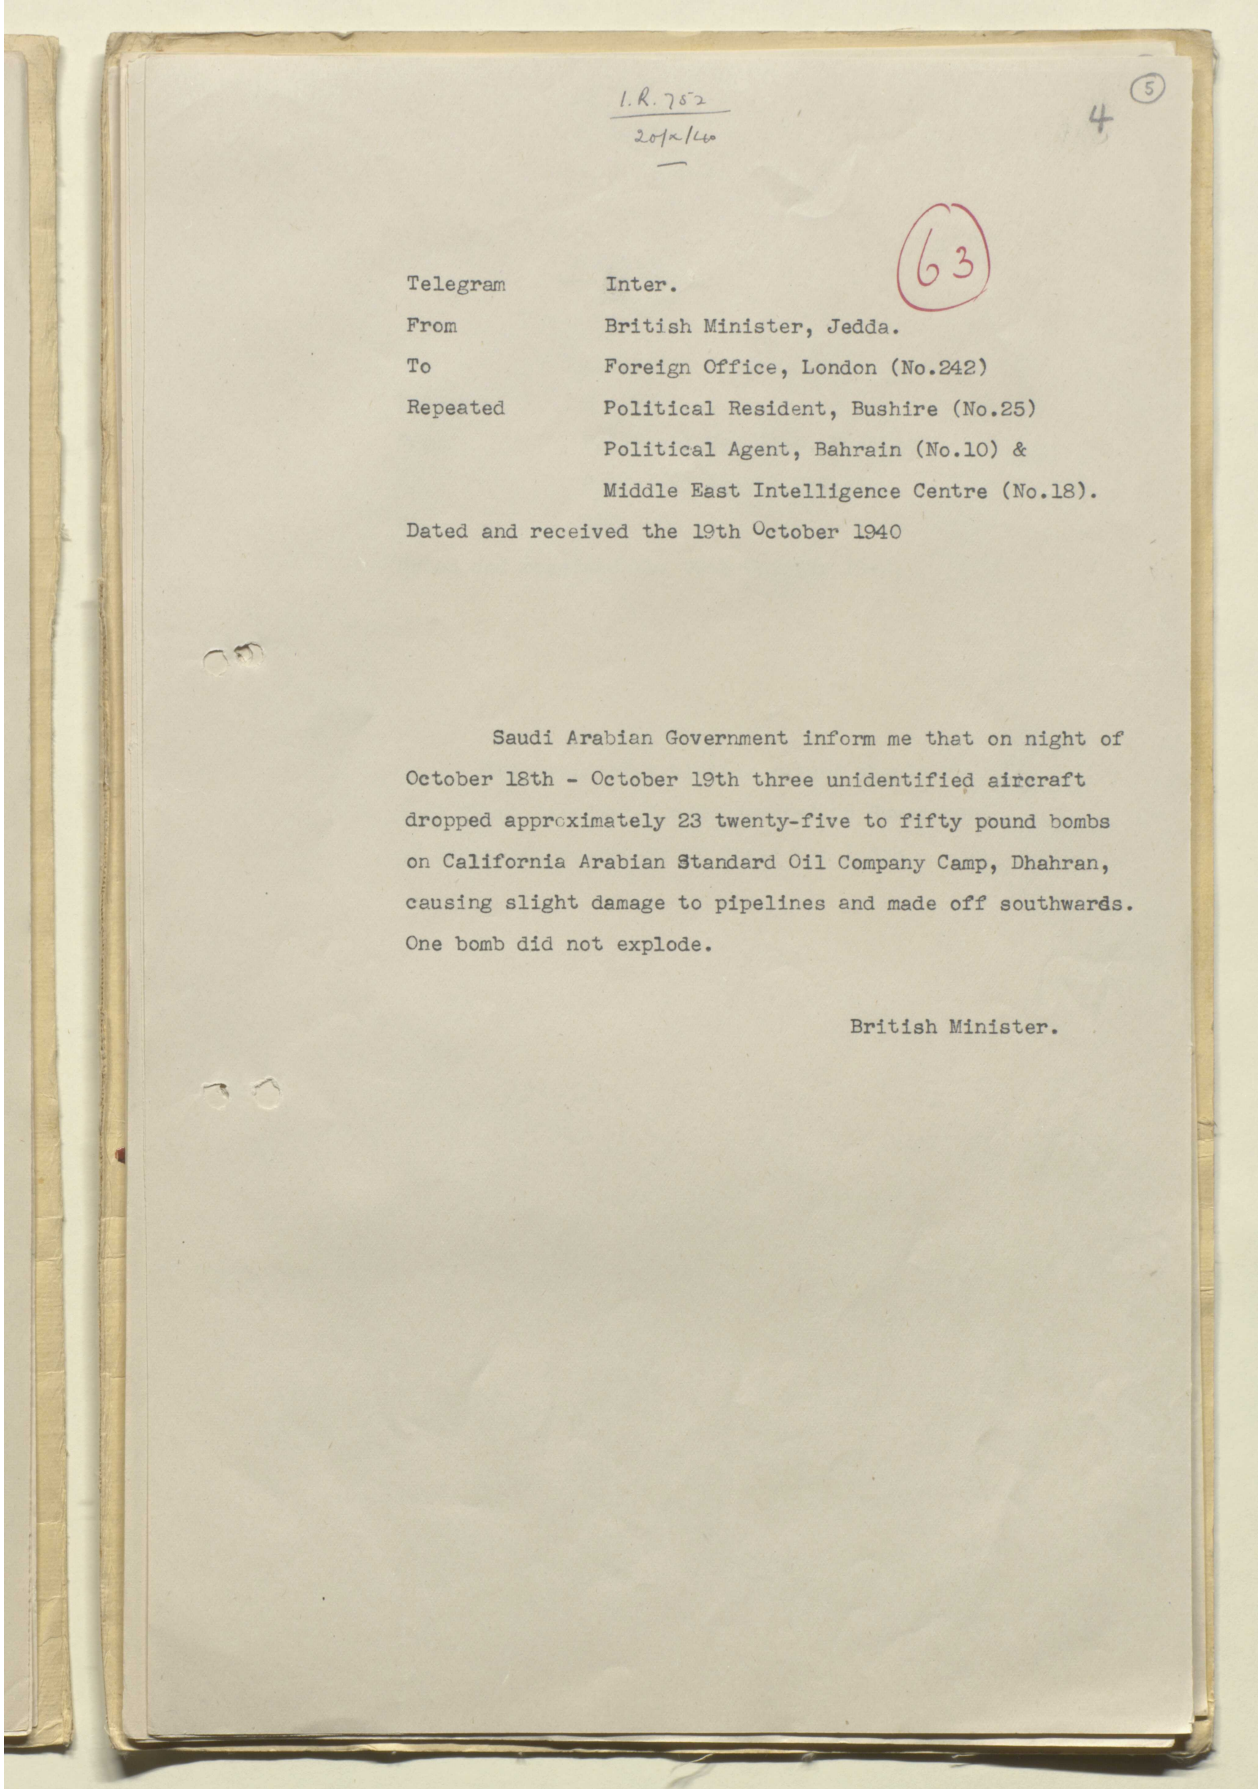 I.R. 752
20/x/40
5
4
63
Telegram Inter.
From British Minister, Jedda.
To Foreign Office, London (No.242)
Repeated Political Resident, Bushire (No.25)
Political Agent, Bahrain (No.10) &
Middle East Intelligence Centre (No.18).
Dated and received the 19th October 1940
Saudi Arabian Government inform me that on night of
October 18th - October 19th three unidentified aircraft
dropped approximately 23 twenty-five to fifty pound bombs
on California Arabian Standard Oil Company Camp, Dhahran,
causing slight damage to pipelines and made off southwards.
One bomb did not explode.
British Minister.